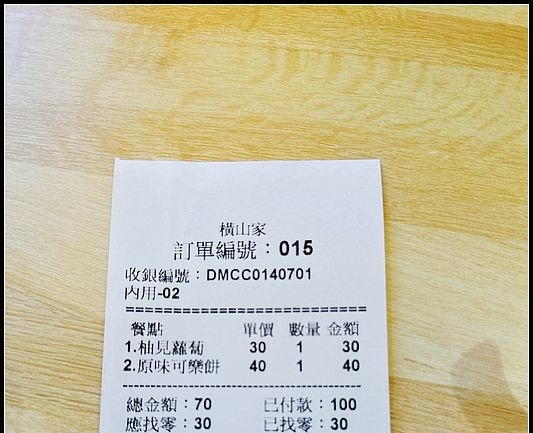 橫山家
訂單編號：015
收銀編號：DMCC0140701
內用-02
餐點 單價 數量 金額
1.柚見蘿蔔 30 1 30
2.原味可樂餅 40 1 40
總金額：70 已付款：100
應找零：30 已找零：30